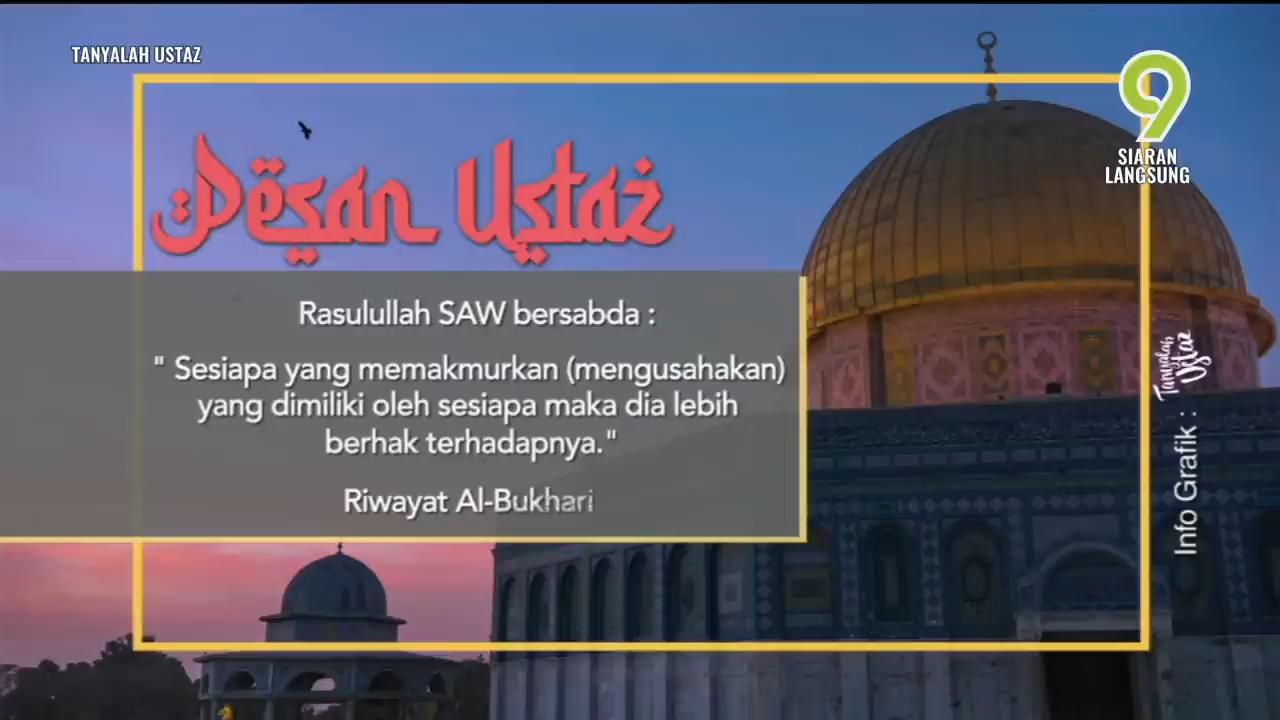 TANYALAH USTAZ
9
SIARAN
LANGSUNG
Pesan Ustaz
Rasulullah SAW bersabda :
" Sesiapa yang memakmurkan (mengusahakan)
yang dimiliki oleh sesiapa maka dia lebih
berhak terhadapnya."
Riwayat Al-Bukhari
Info Grafik : Tanyalah Ustaz